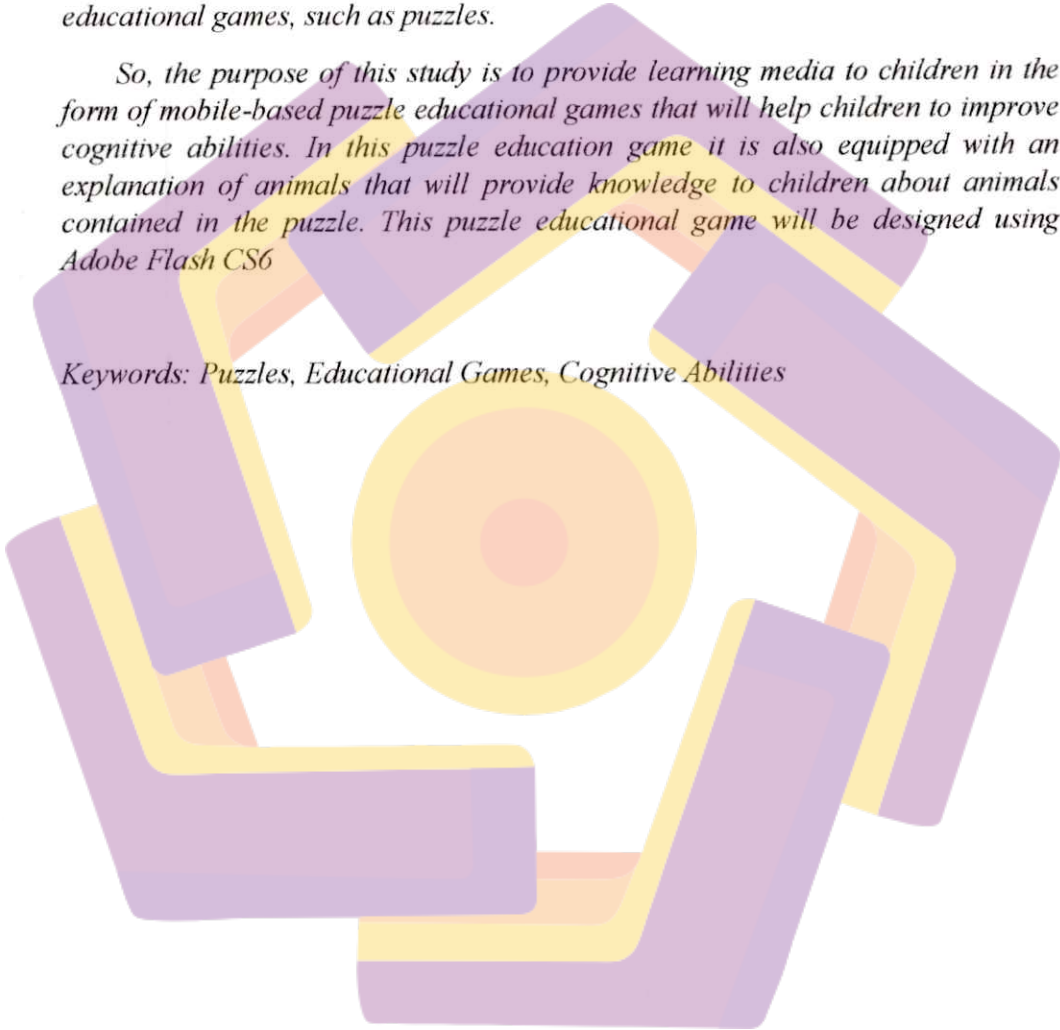 educational games, such as puzzles.
So, the purpose of this study is to provide learning media to children in the
form of mobile-based puzzle educational games that will help children to improve
cognitive abilities. In this puzzle education game it is also equipped with an
explanation of animals that will provide knowledge to children about animals
contained in the puzzle. This puzzle educational game will be designed using
Adobe Flash CS6
Keywords: Puzzles, Educational Games, Cognitive Abilities